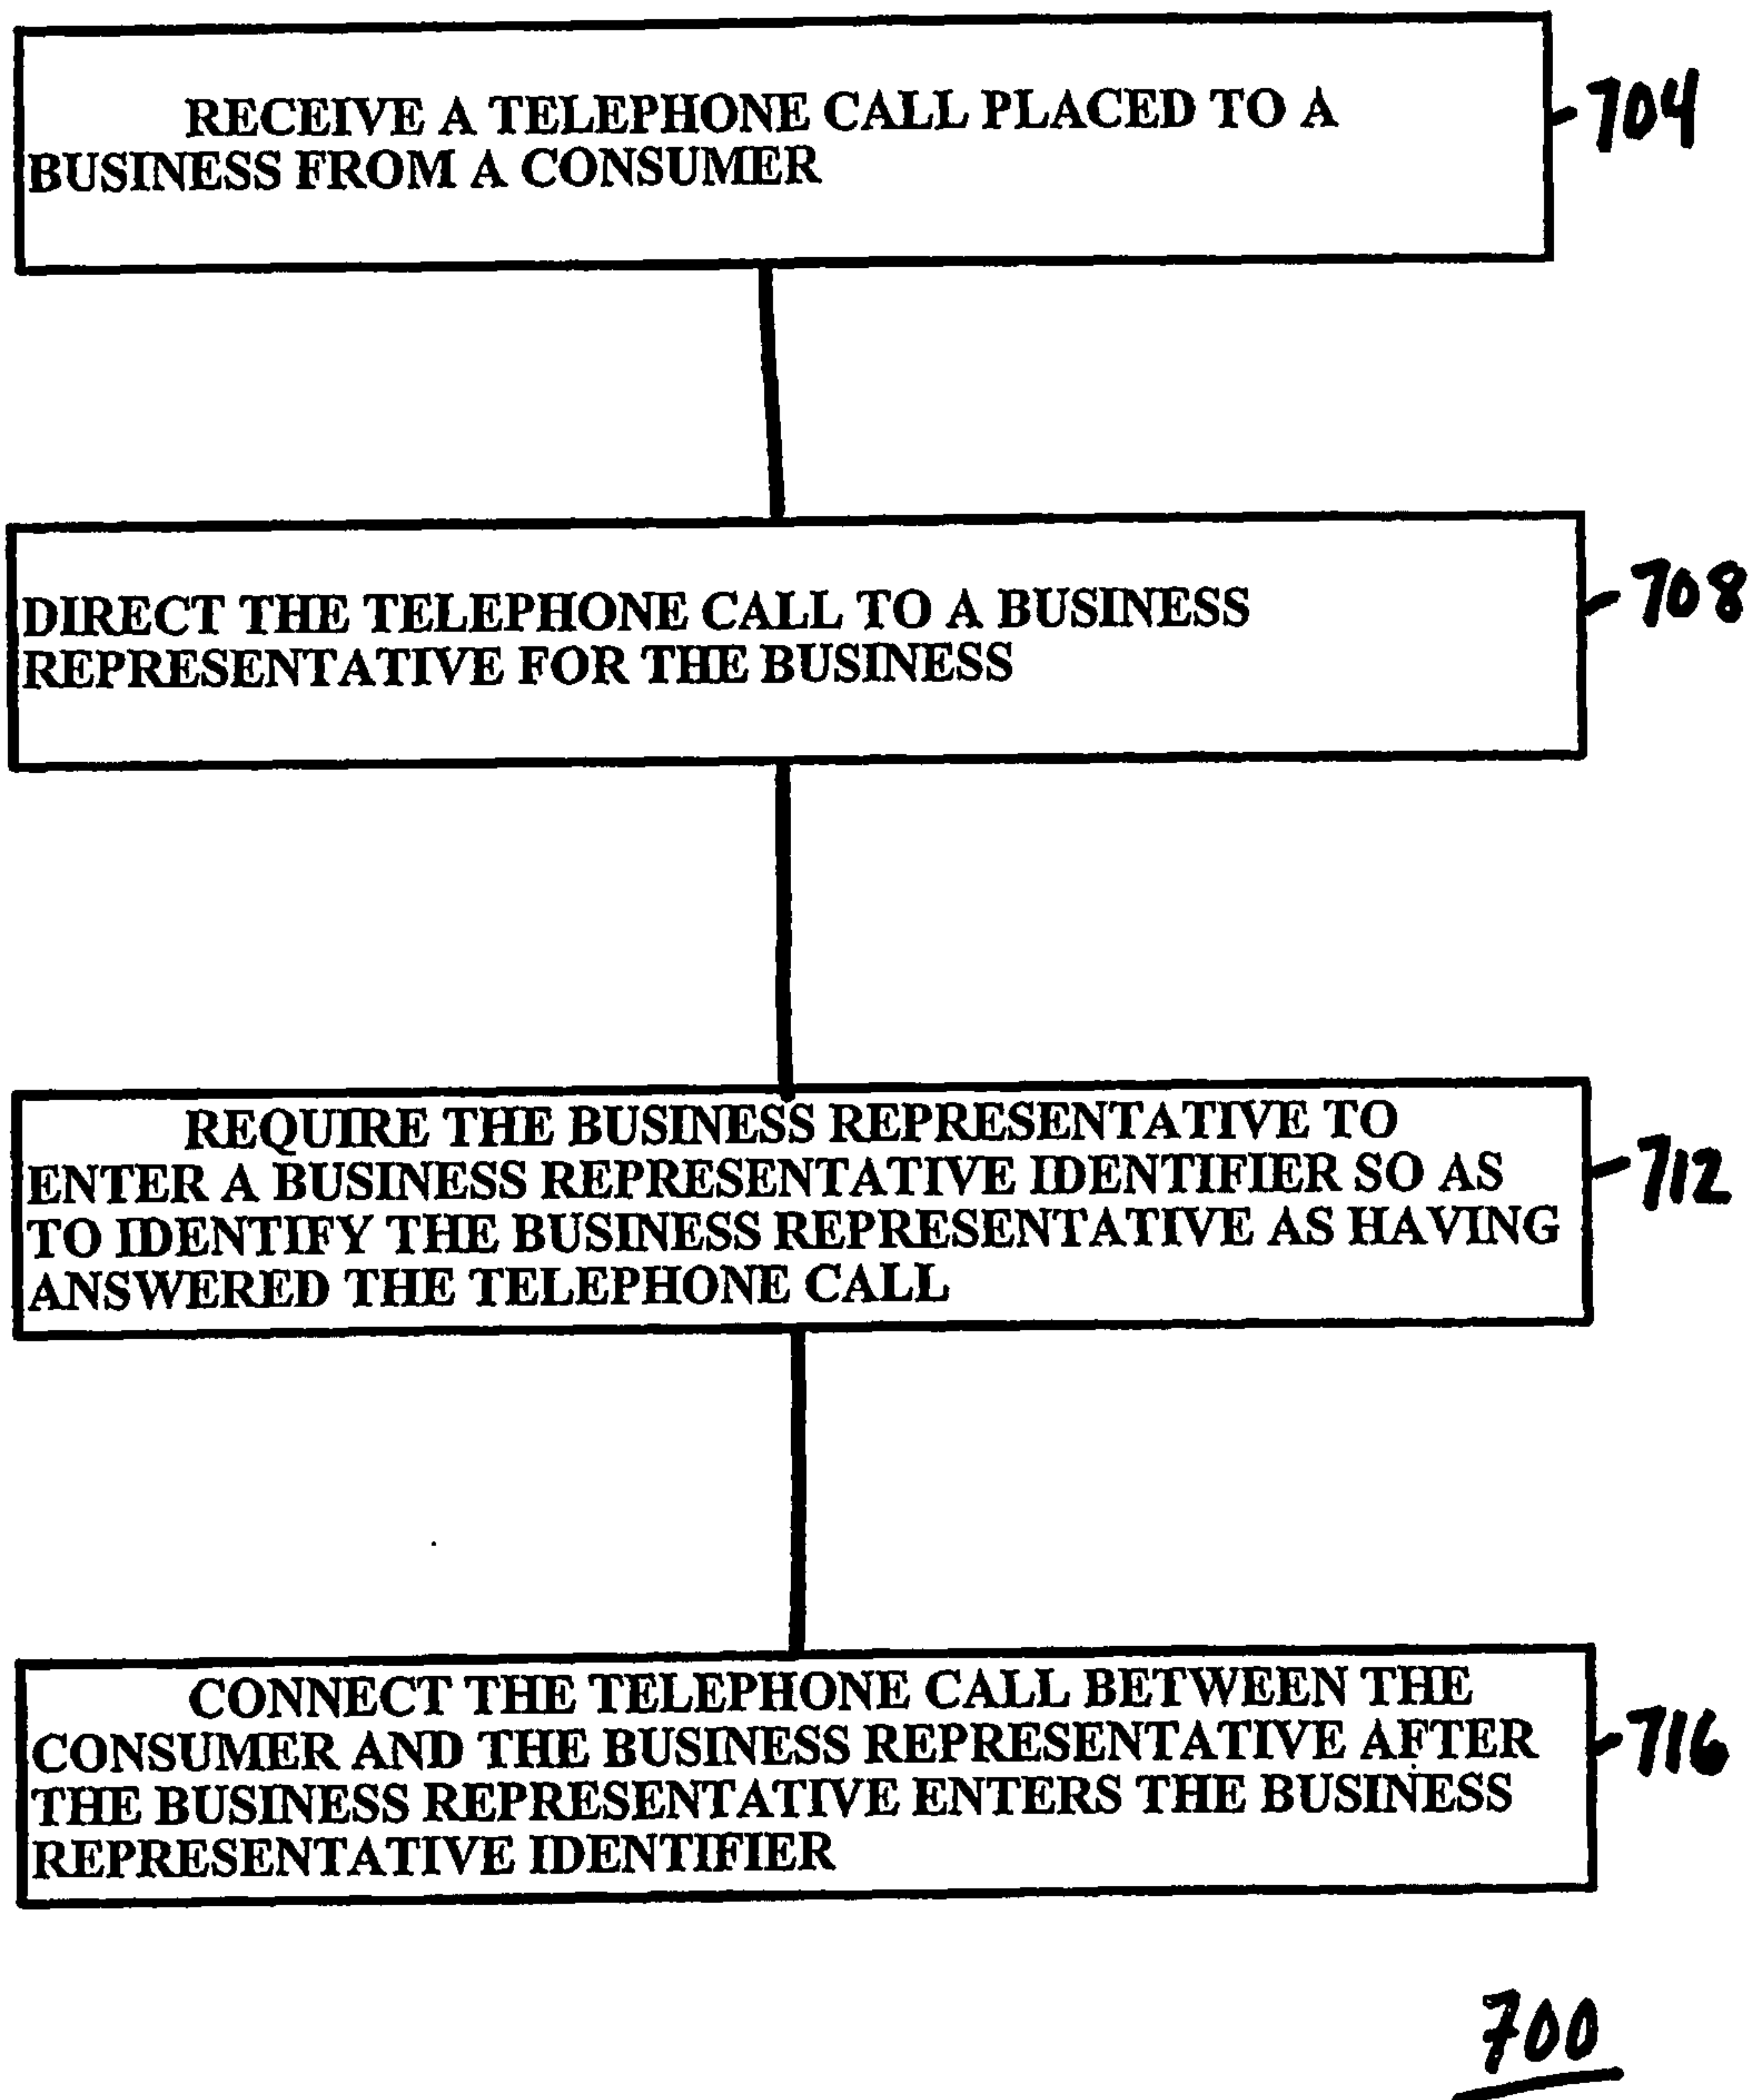 RECEIVE A TELEPHONE CALL PLACED TO A
BUSINESS FROM A CONSUMER
704
DIRECT THE TELEPHONE CALL TO A BUSINESS
REPRESENTATIVE FOR THE BUSINESS
708
REQUIRE THE BUSINESS REPRESENTATIVE TO
ENTER A BUSINESS REPRESENTATIVE IDENTIFIER SO AS
TO IDENTIFY THE BUSINESS REPRESENTATIVE AS HAVING
ANSWERED THE TELEPHONE CALL
712
CONNECT THE TELEPHONE CALL BETWEEN THE
CONSUMER AND THE BUSINESS REPRESENTATIVE AFTER
THE BUSINESS REPRESENTATIVE ENTERS THE BUSINESS
REPRESENTATIVE IDENTIFIER
716
700